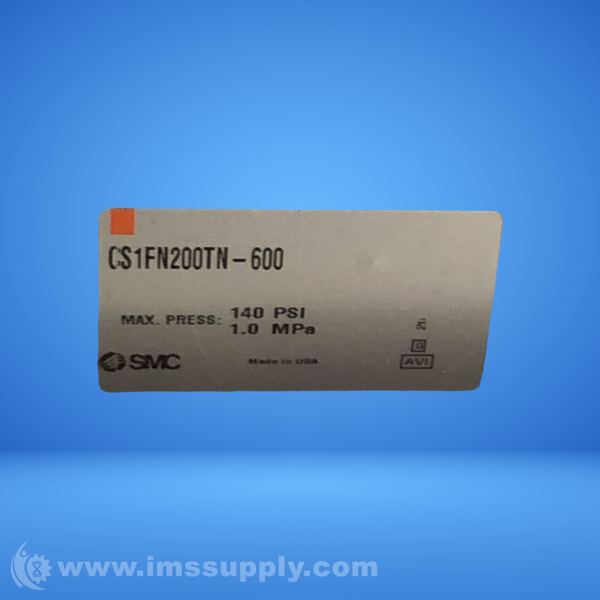 CS1FN200TN-600
MAX. PRESS: 140 PSI
1.0 MPa
SMC
Made in USA
AVI
www.imssupply.com